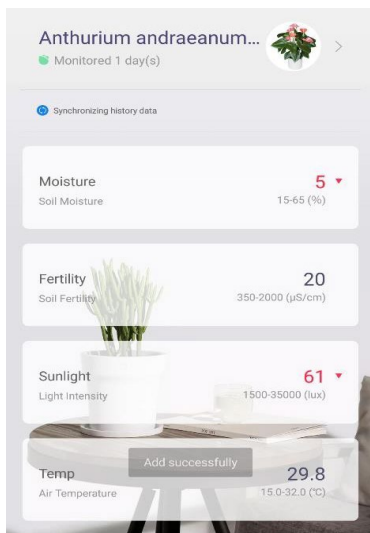 Anthurium andraeanum...
Monitored 1 day(s)
Synchronizing history data
Moisture 5
Soil Moisture 15-65 (%)
Fertility 20
Soil Fertility 350-2000 (μS/cm)
Sunlight 61
Light Intensity 1500-35000 (lux)
Add successfully
Temp 29.8
Air Temperature 15.0-32.0 (°C)